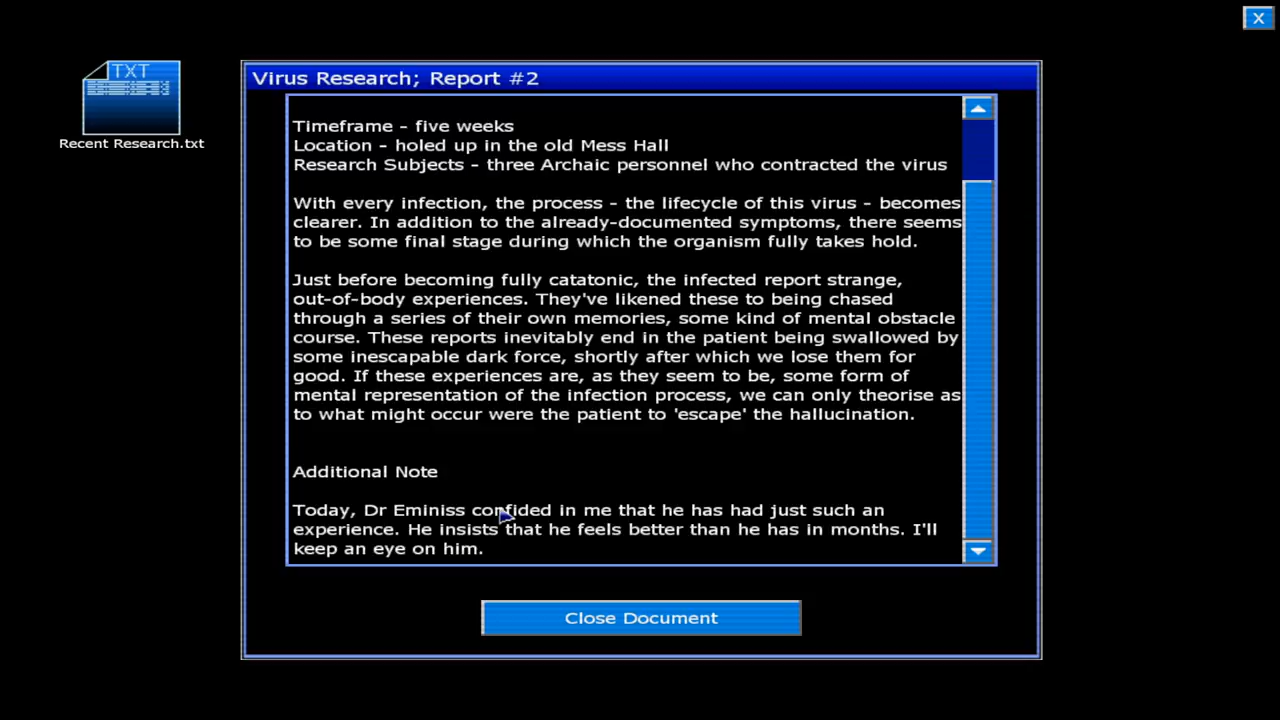 X
TXT
Recent Research.txt
Virus Research; Report #2
Timeframe - five weeks
Location - holed up in the old Mess Hall
Research Subjects - three Archaic personnel who contracted the virus
With every infection, the process - the lifecycle of this virus - becomes
clearer. In addition to the already-documented symptoms, there seems
to be some final stage during which the organism fully takes hold.
Just before becoming fully catatonic, the infected report strange,
out-of-body experiences. They've likened these to being chased
through a series of their own memories, some kind of mental obstacle
course. These reports inevitably end in the patient being swallowed by
some inescapable dark force, shortly after which we lose them for
good. If these experiences are, as they seem to be, some form of
mental representation of the infection process, we can only theorise as
to what might occur were the patient to 'escape' the hallucination.
Additional Note
Today, Dr Eminiss confided in me that he has had just such an
experience. He insists that he feels better than he has in months. I'll
keep an eye on him.
Close Document